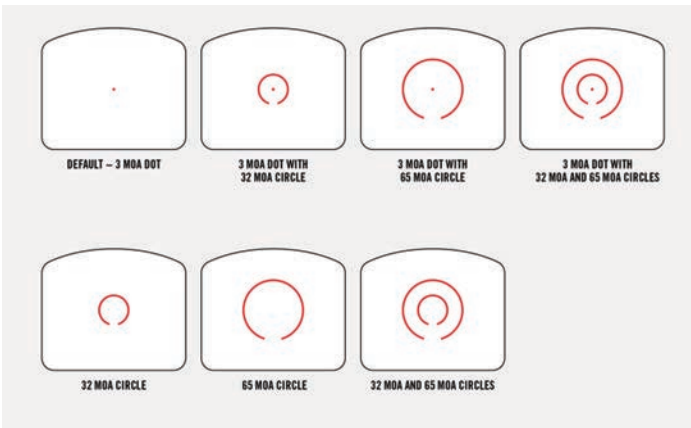 DEFAULT – 3 MOA DOT
3 MOA DOT WITH
32 MOA CIRCLE
3 MOA DOT WITH
65 MOA CIRCLE
3 MOA DOT WITH
32 MOA AND 65 MOA CIRCLES
32 MOA CIRCLE
65 MOA CIRCLE
32 MOA AND 65 MOA CIRCLES